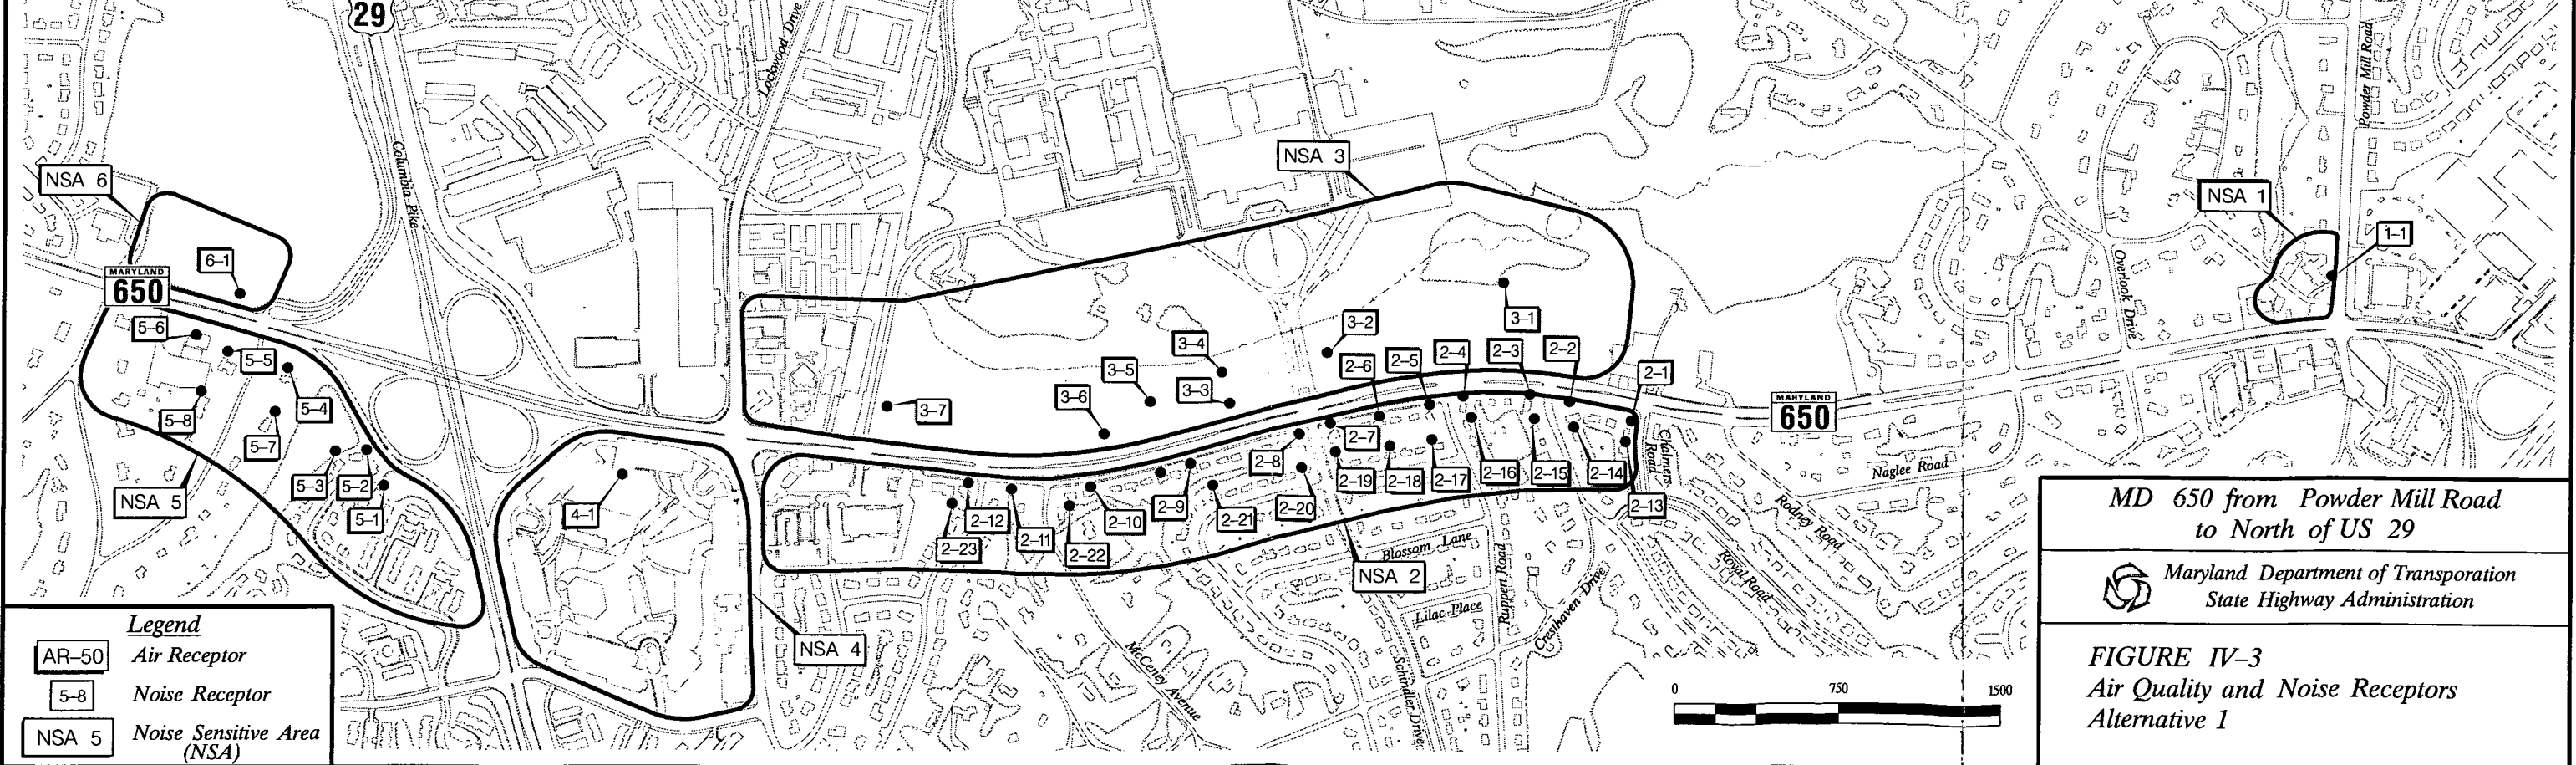 29
Lockwood Drive
Columbia Pike
Powder Mill Road
NSA 6
NSA 3
NSA 1
1-1
6-1
MARYLAND
650
5-6
5-5
5-4
5-8
5-7
5-3
5-2
5-1
NSA 5
4-1
NSA 4
3-1
3-2
3-4
3-5
3-3
3-6
3-7
2-6
2-5
2-4
2-3
2-2
2-1
2-7
2-8
2-19
2-18
2-17
2-16
2-15
2-14
2-13
2-20
2-21
2-9
2-10
2-11
2-12
2-22
2-23
NSA 2
Chalmers
Road
MARYLAND
650
Overlook Drive
Naglee Road
Rodney Road
Royal Road
Blossom Lane
Ruppert Road
Lilac Place
Cresthaven Drive
Schindler Drive
McCeney Avenue
Legend
AR-50 Air Receptor
5-8 Noise Receptor
NSA 5 Noise Sensitive Area
(NSA)
0 750 1500
MD 650 from Powder Mill Road
to North of US 29
Maryland Department of Transporation
State Highway Administration
FIGURE IV-3
Air Quality and Noise Receptors
Alternative 1